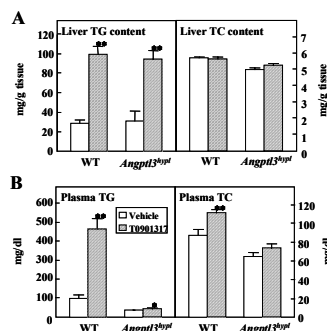 A
Liver TG content
Liver TC content
mg/g tissue
120
100
80
60
40
20
0
**
**
6
5
4
3
2
1
0
mg/g tissue
WT
Angptl3hypl
WT
Angptl3hypl
B
Plasma TG
Plasma TC
mg/dl
600
500
400
300
200
100
0
**
*
Vehicle
T0901317
**
120
100
80
60
40
20
0
mg/dl
WT
Angptl3hypl
WT
Angptl3hypl